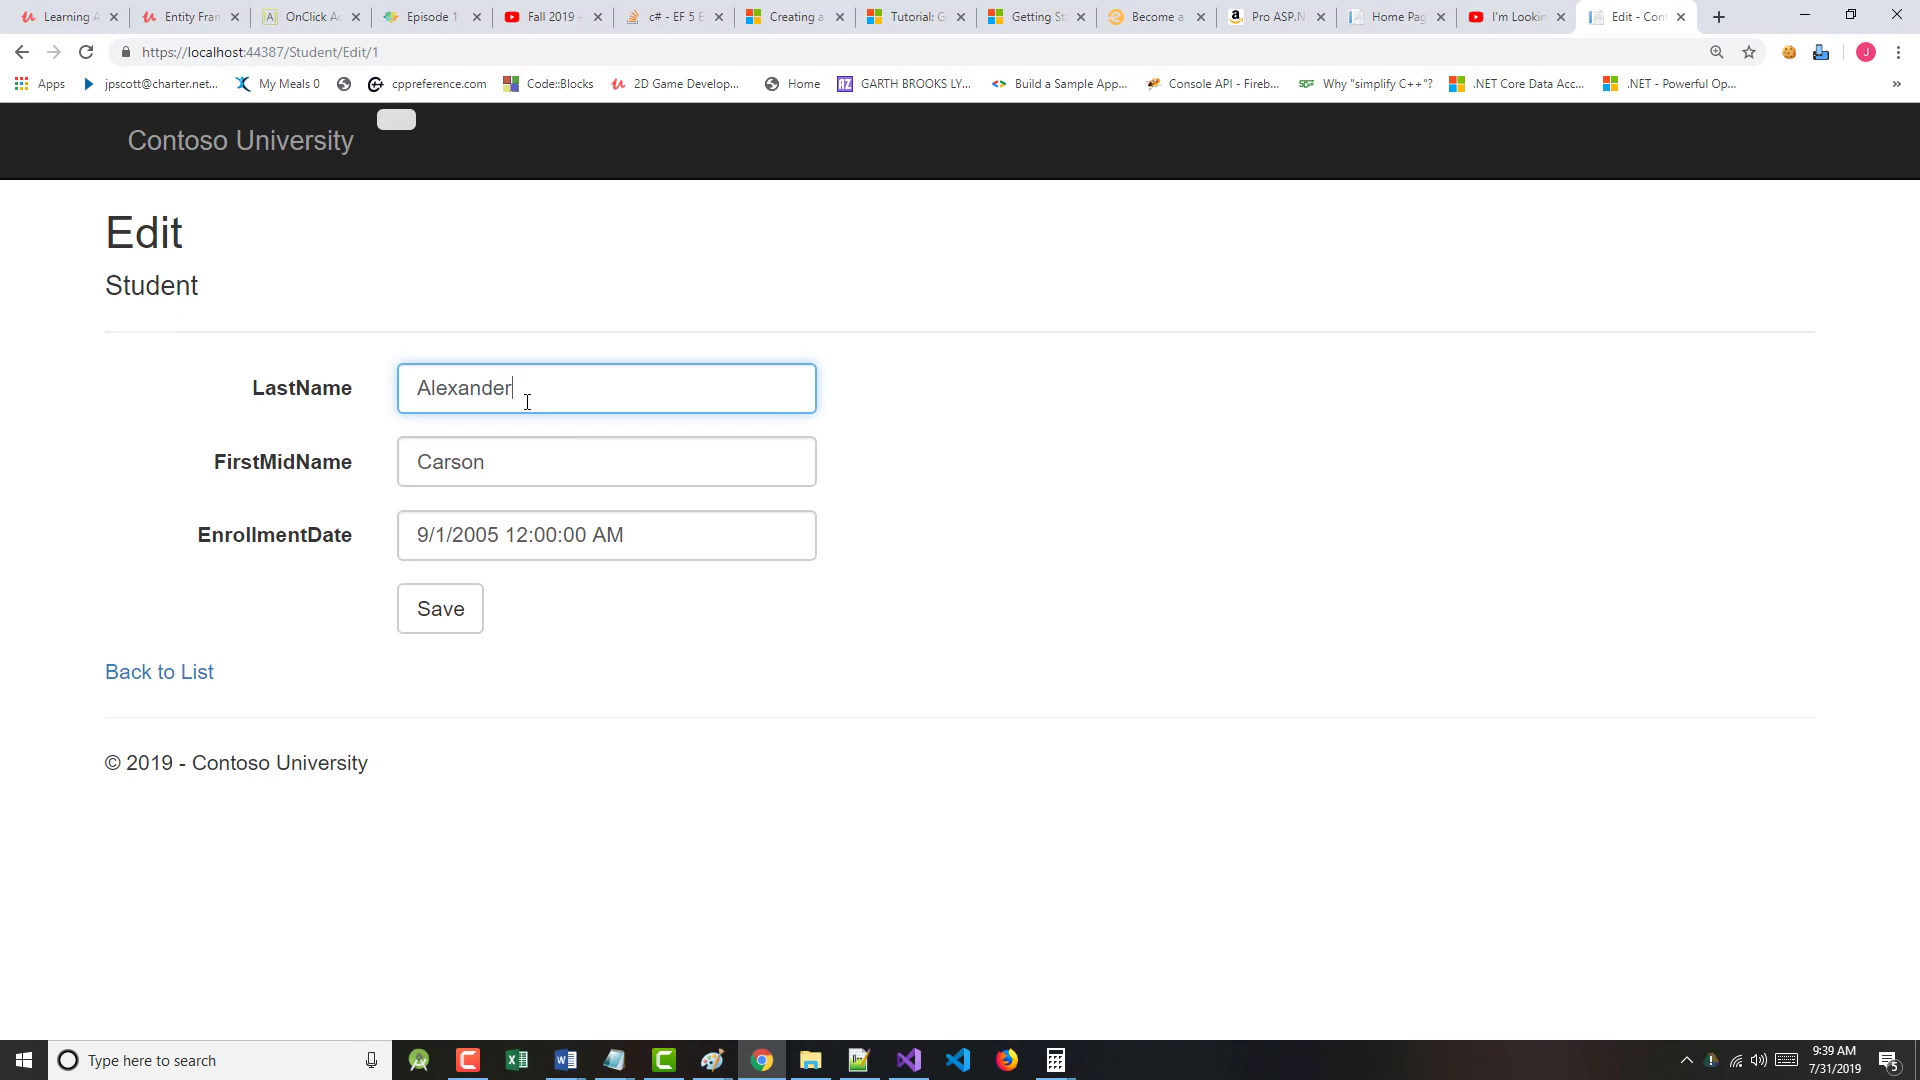 Learning A
Entity Fran
OnClick Ac
Episode 1
Fall 2019 -
c# - EF 5 E
Creating a
Tutorial: G
Getting St
Become a
Pro ASP.N
Home Pag
I'm Lookin
Edit - Con
https://localhost:44387/Student/Edit/1
J
Apps
jpscott@charter.net...
My Meals 0
cppreference.com
Code::Blocks
2D Game Develop...
Home
AZ
GARTH BROOKS LY...
Build a Sample App...
Console API - Fireb...
Why "simplify C++"?
.NET Core Data Acc...
.NET - Powerful Op...
»
Contoso University
Edit
Student
LastName
Alexander
FirstMidName
Carson
EnrollmentDate
9/1/2005 12:00:00 AM
Save
Back to List
© 2019 - Contoso University
Type here to search
9:39 AM
7/31/2019
5